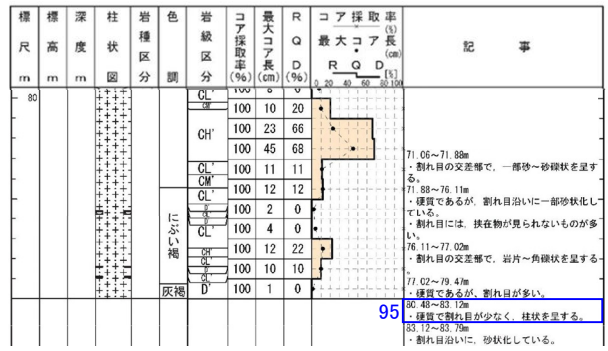 標尺 m
標高 m
深度 m
柱状図
岩種区分
色調
岩級区分
コア採取率(%)
最大コア長(cm)
RQD(%)
コア採取率(%)
最大コア長(cm)
RQD[%]
0 20 40 60 80 100
記事
80
CL' 100 8 0
CM' 100 10 20
CH' 100 23 66
100 45 68
CL' 100 11 11
CM'
CL' 100 12 12
D' 100 2 0
CL'
D'
CL' 100 4 0
CH' 100 12 22
CL'
D' 100 10 10
CL'
D' 100 1 0
にぶい褐
灰褐
71.06～71.88m
・割れ目の交差部で、一部砂～砂礫状を呈する。
71.88～76.11m
・硬質であるが、割れ目沿いに一部砂状化している。
・割れ目には、挟在物が見られないものが多い。
76.11～77.02m
・割れ目の交差部で、岩片～角礫状を呈する。
77.02～79.47m
・硬質であるが、割れ目が多い。
95
80.48～83.12m
・硬質で割れ目が少なく、柱状を呈する。
83.12～83.79m
・割れ目沿いに、砂状化している。